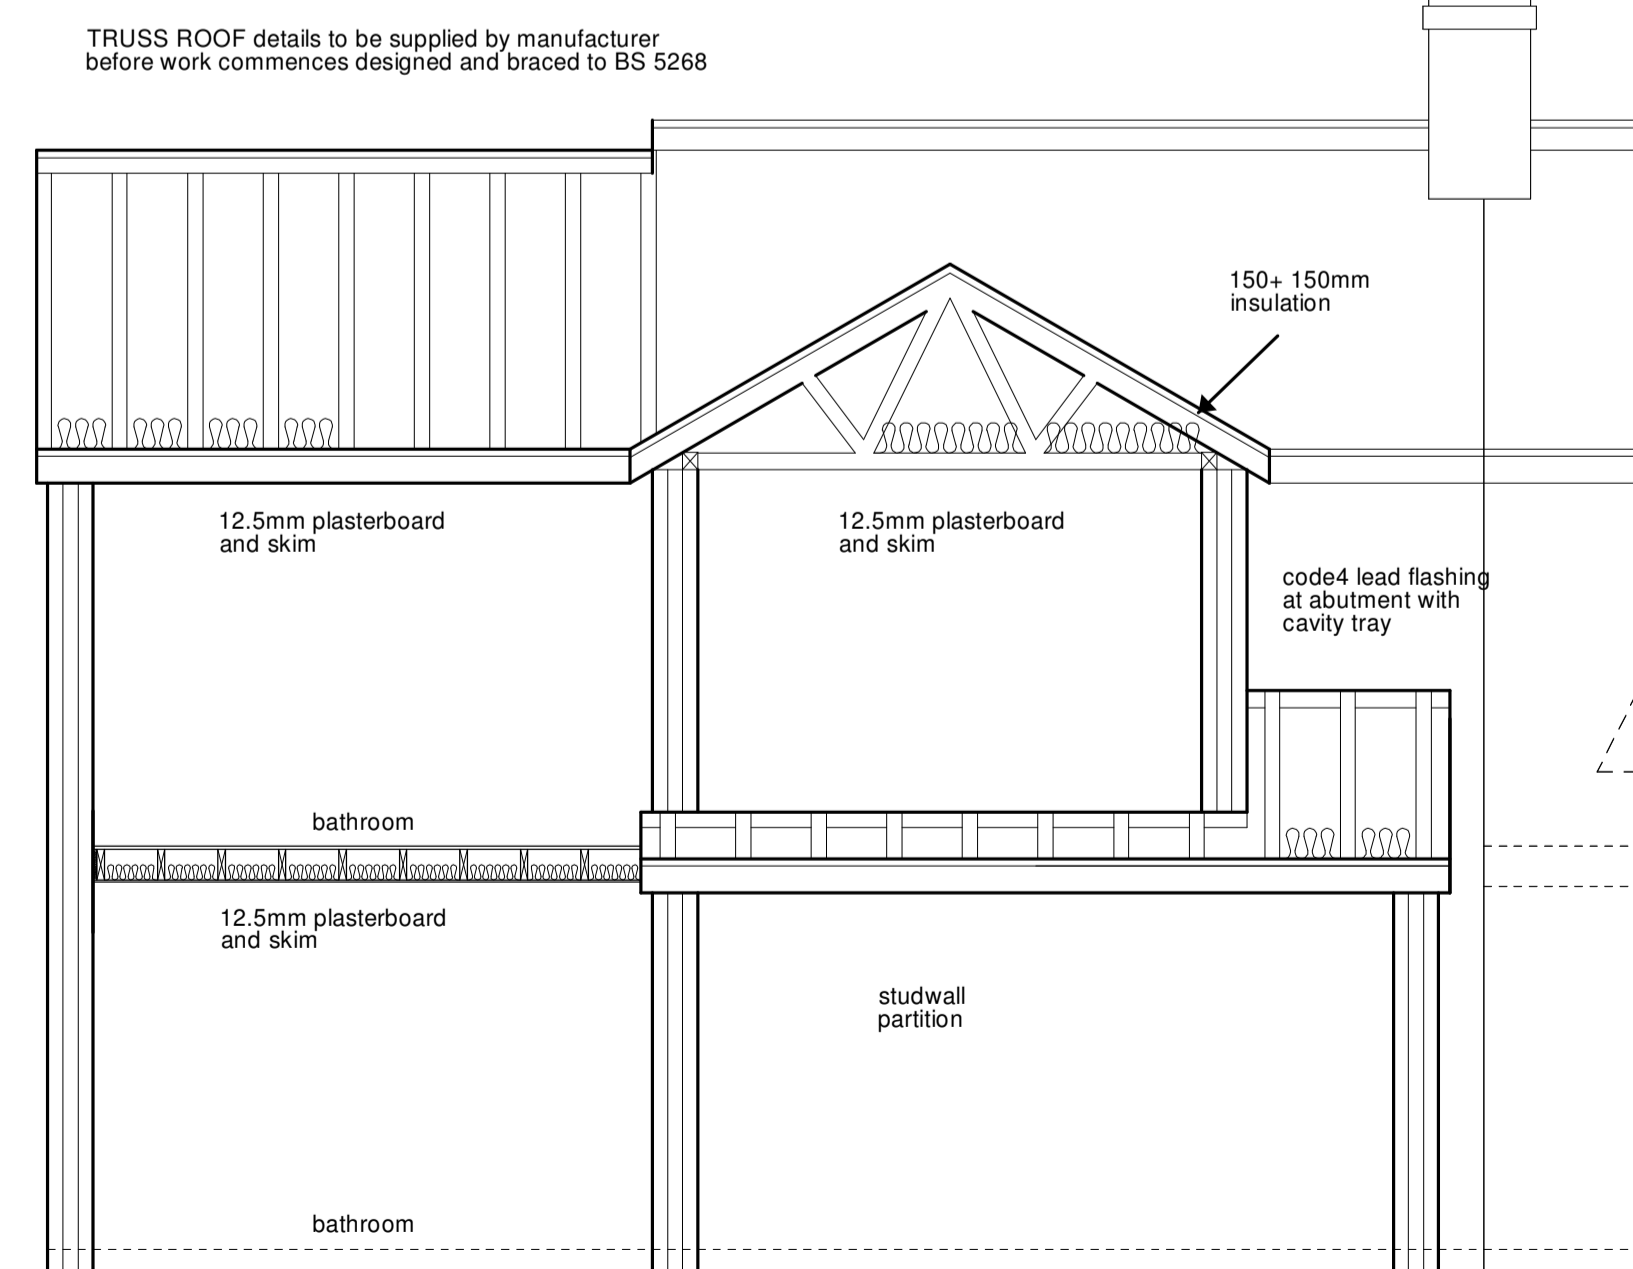 TRUSS ROOF details to be supplied by manufacturer
before work commences designed and braced to BS 5268
150+ 150mm
insulation
12.5mm plasterboard
and skim
12.5mm plasterboard
and skim
code4 lead flashing
at abutment with
cavity tray
bathroom
12.5mm plasterboard
and skim
studwall
partition
bathroom